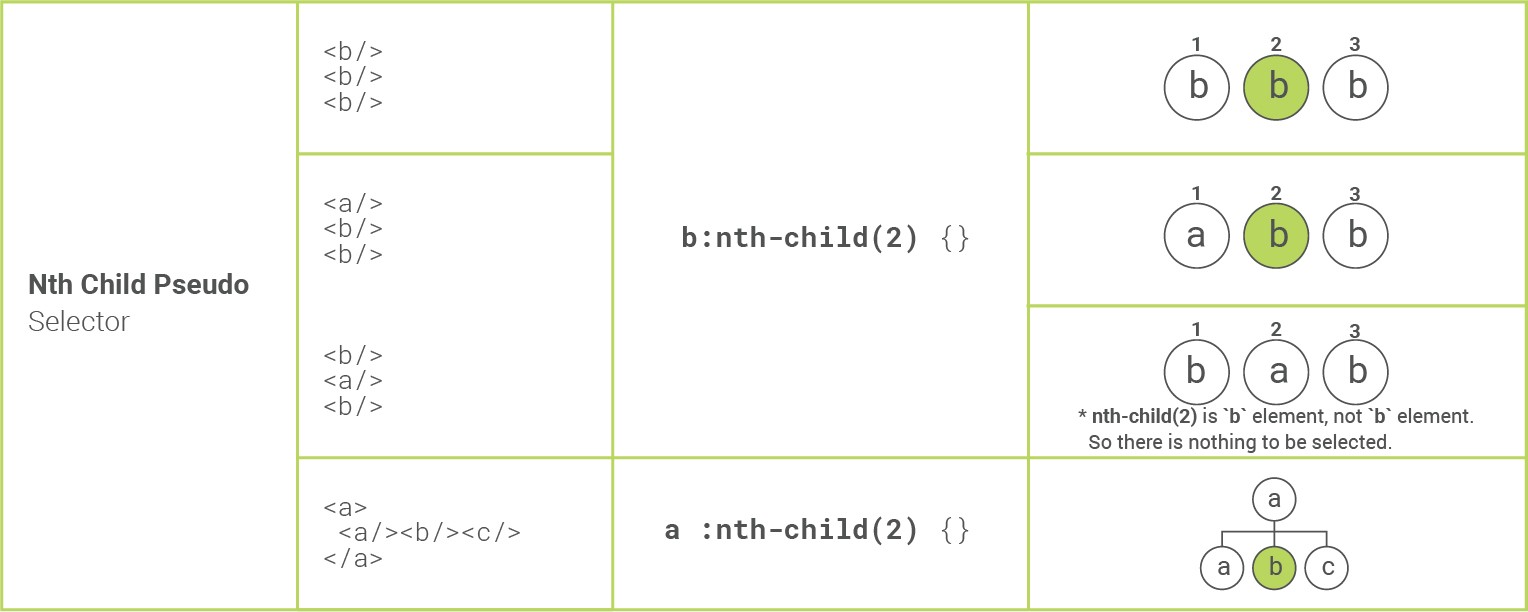 Nth Child Pseudo
Selector
<b/>
<b/>
<b/>
<a/>
<b/>
<b/>
<b/>
<a/>
<b/>
<a>
<a/><b/><c/>
</a>
b:nth-child(2) {}
a :nth-child(2) {}
1 2 3
b b b
1 2 3
a b b
1 2 3
b a b
* nth-child(2) is `b` element, not `b` element.
So there is nothing to be selected.
a
a b c